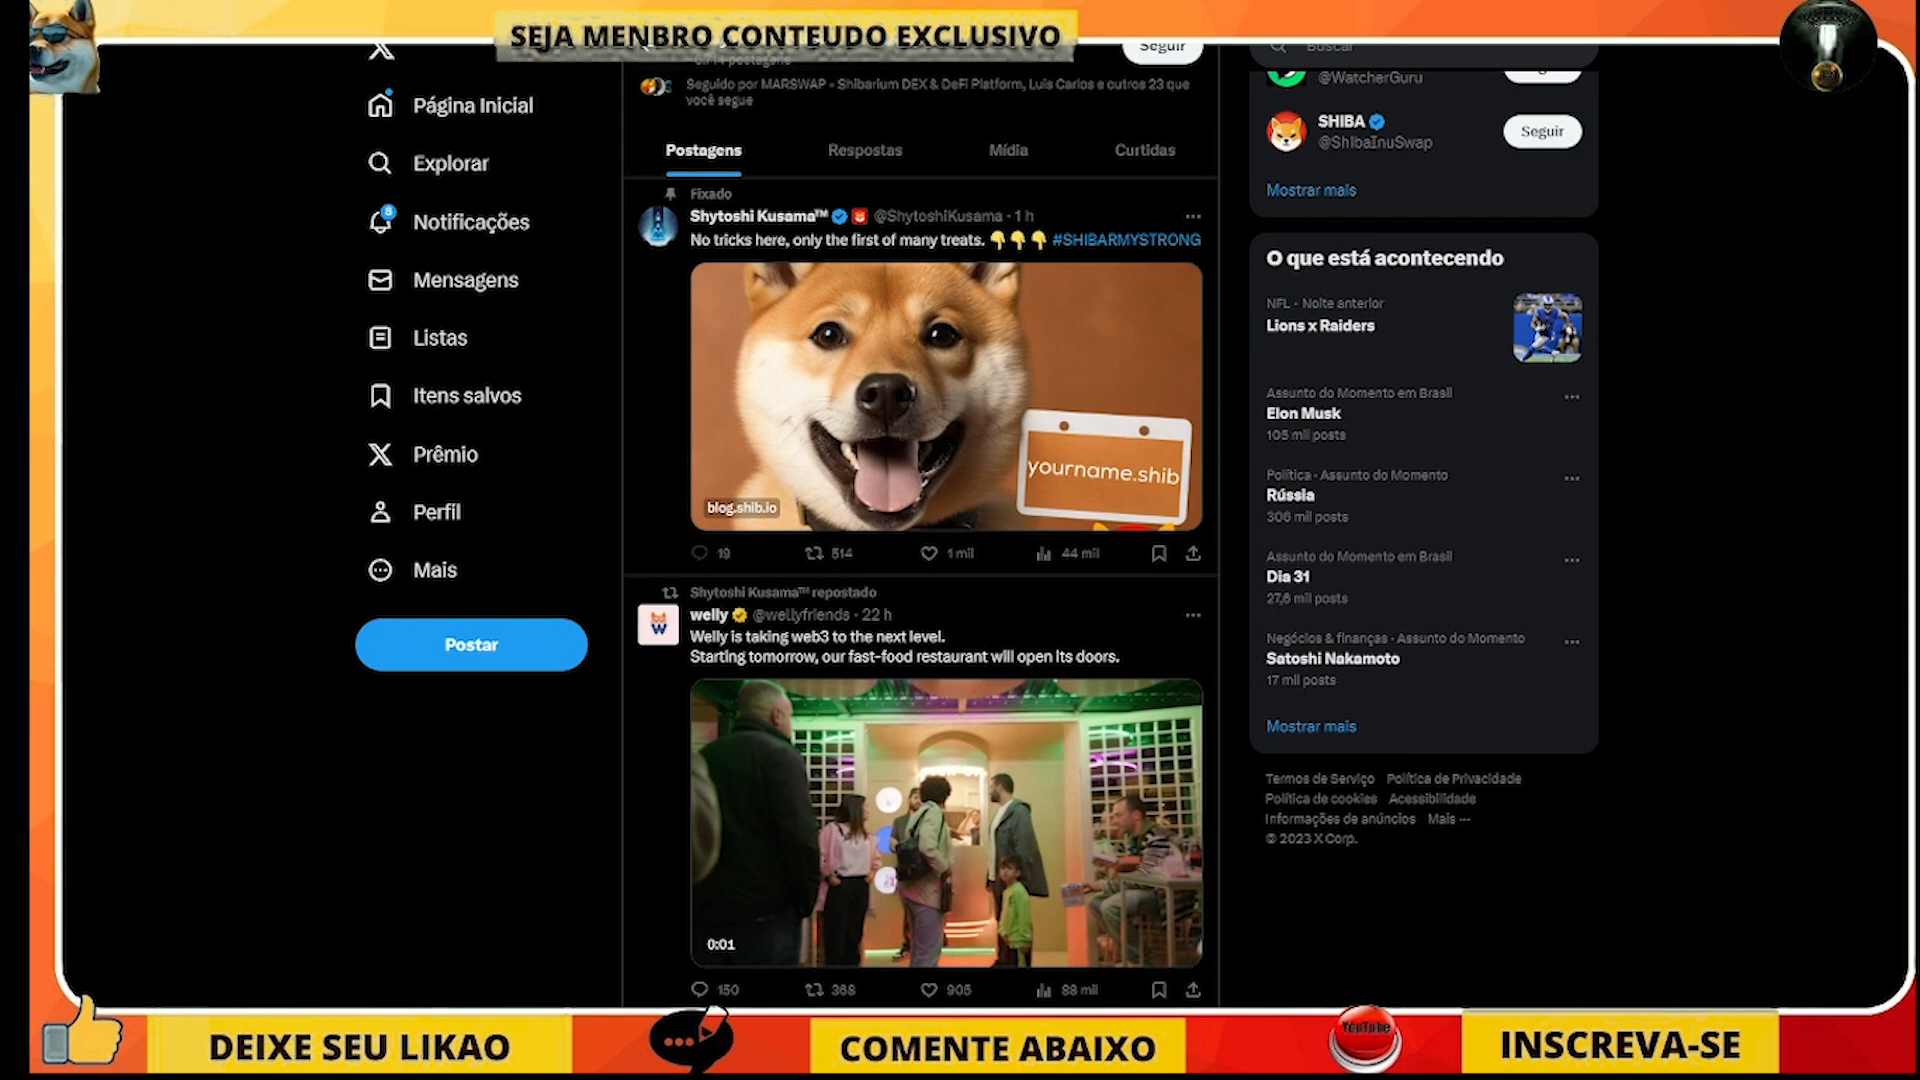 SEJA MENBRO CONTEUDO EXCLUSIVO
Página Inicial
Explorar
8
Notificações
Mensagens
Listas
Itens salvos
Prêmio
Perfil
Mais
Postar
Seguir
postagens
Seguido por MARSWAP - Shibarium DEX & DeFi Platform, Luis Carlos e outros 23 que
você segue
Postagens
Respostas
Mídia
Curtidas
Fixado
Shytoshi Kusama™ @ShytoshiKusama · 1 h
No tricks here, only the first of many treats. 👇👇👇 #SHIBARMYSTRONG
yourname.shib
blog.shib.io
19
514
1 mil
44 mil
Shytoshi Kusama™ repostado
welly @wellyfriends · 22 h
Welly is taking web3 to the next level.
Starting tomorrow, our fast-food restaurant will open its doors.
0:01
150
368
905
88 mil
Buscar
@WatcherGuru
SHIBA
@ShibaInuSwap
Seguir
Mostrar mais
O que está acontecendo
NFL · Noite anterior
Lions x Raiders
Assunto do Momento em Brasil
Elon Musk
105 mil posts
Política · Assunto do Momento
Rússia
306 mil posts
Assunto do Momento em Brasil
Dia 31
27,6 mil posts
Negócios & finanças · Assunto do Momento
Satoshi Nakamoto
17 mil posts
Mostrar mais
Termos de Serviço Política de Privacidade
Política de cookies Acessibilidade
Informações de anúncios Mais ···
© 2023 X Corp.
DEIXE SEU LIKAO
COMENTE ABAIXO
YouTube
INSCREVA-SE